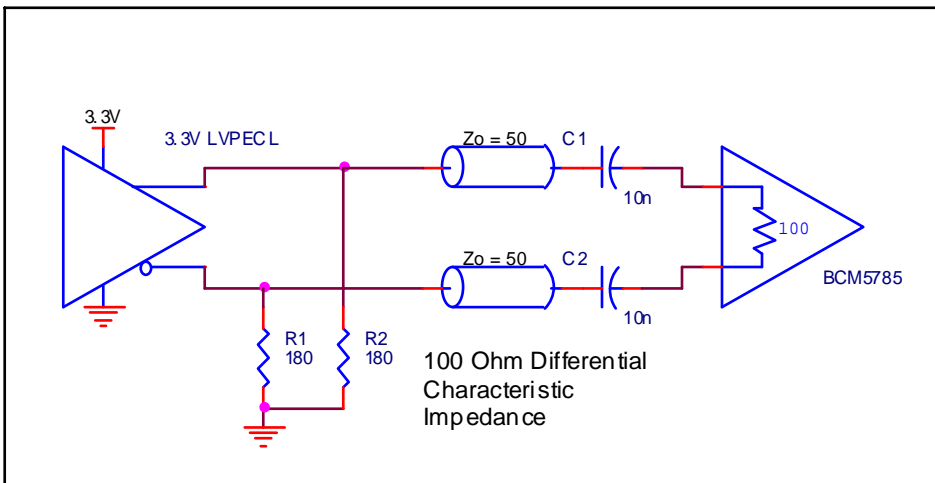 3.3V
3.3V LVPECL
Zo = 50
C1
10n
100
BCM5785
Zo = 50
C2
10n
R1
180
R2
180
100 Ohm Differential
Characteristic
Impedance